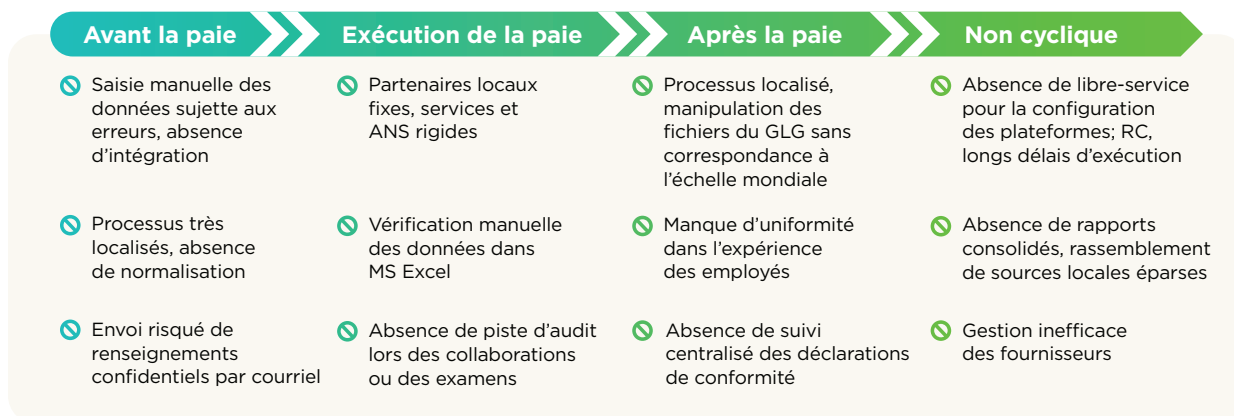 Avant la paie
Exécution de la paie
Après la paie
Non cyclique
Saisie manuelle des
données sujette aux
erreurs, absence
d’intégration
Partenaires locaux
fixes, services et
ANS rigides
Processus localisé,
manipulation des
fichiers du GLG sans
correspondance à
l’échelle mondiale
Absence de libre-service
pour la configuration
des plateformes; RC,
longs délais d’exécution
Processus très
localisés, absence
de normalisation
Vérification manuelle
des données dans
MS Excel
Manque d’uniformité
dans l’expérience
des employés
Absence de rapports
consolidés, rassemblement
de sources locales éparses
Envoi risqué de
renseignements
confidentiels par courriel
Absence de piste d’audit
lors des collaborations
ou des examens
Absence de suivi
centralisé des déclarations
de conformité
Gestion inefficace
des fournisseurs